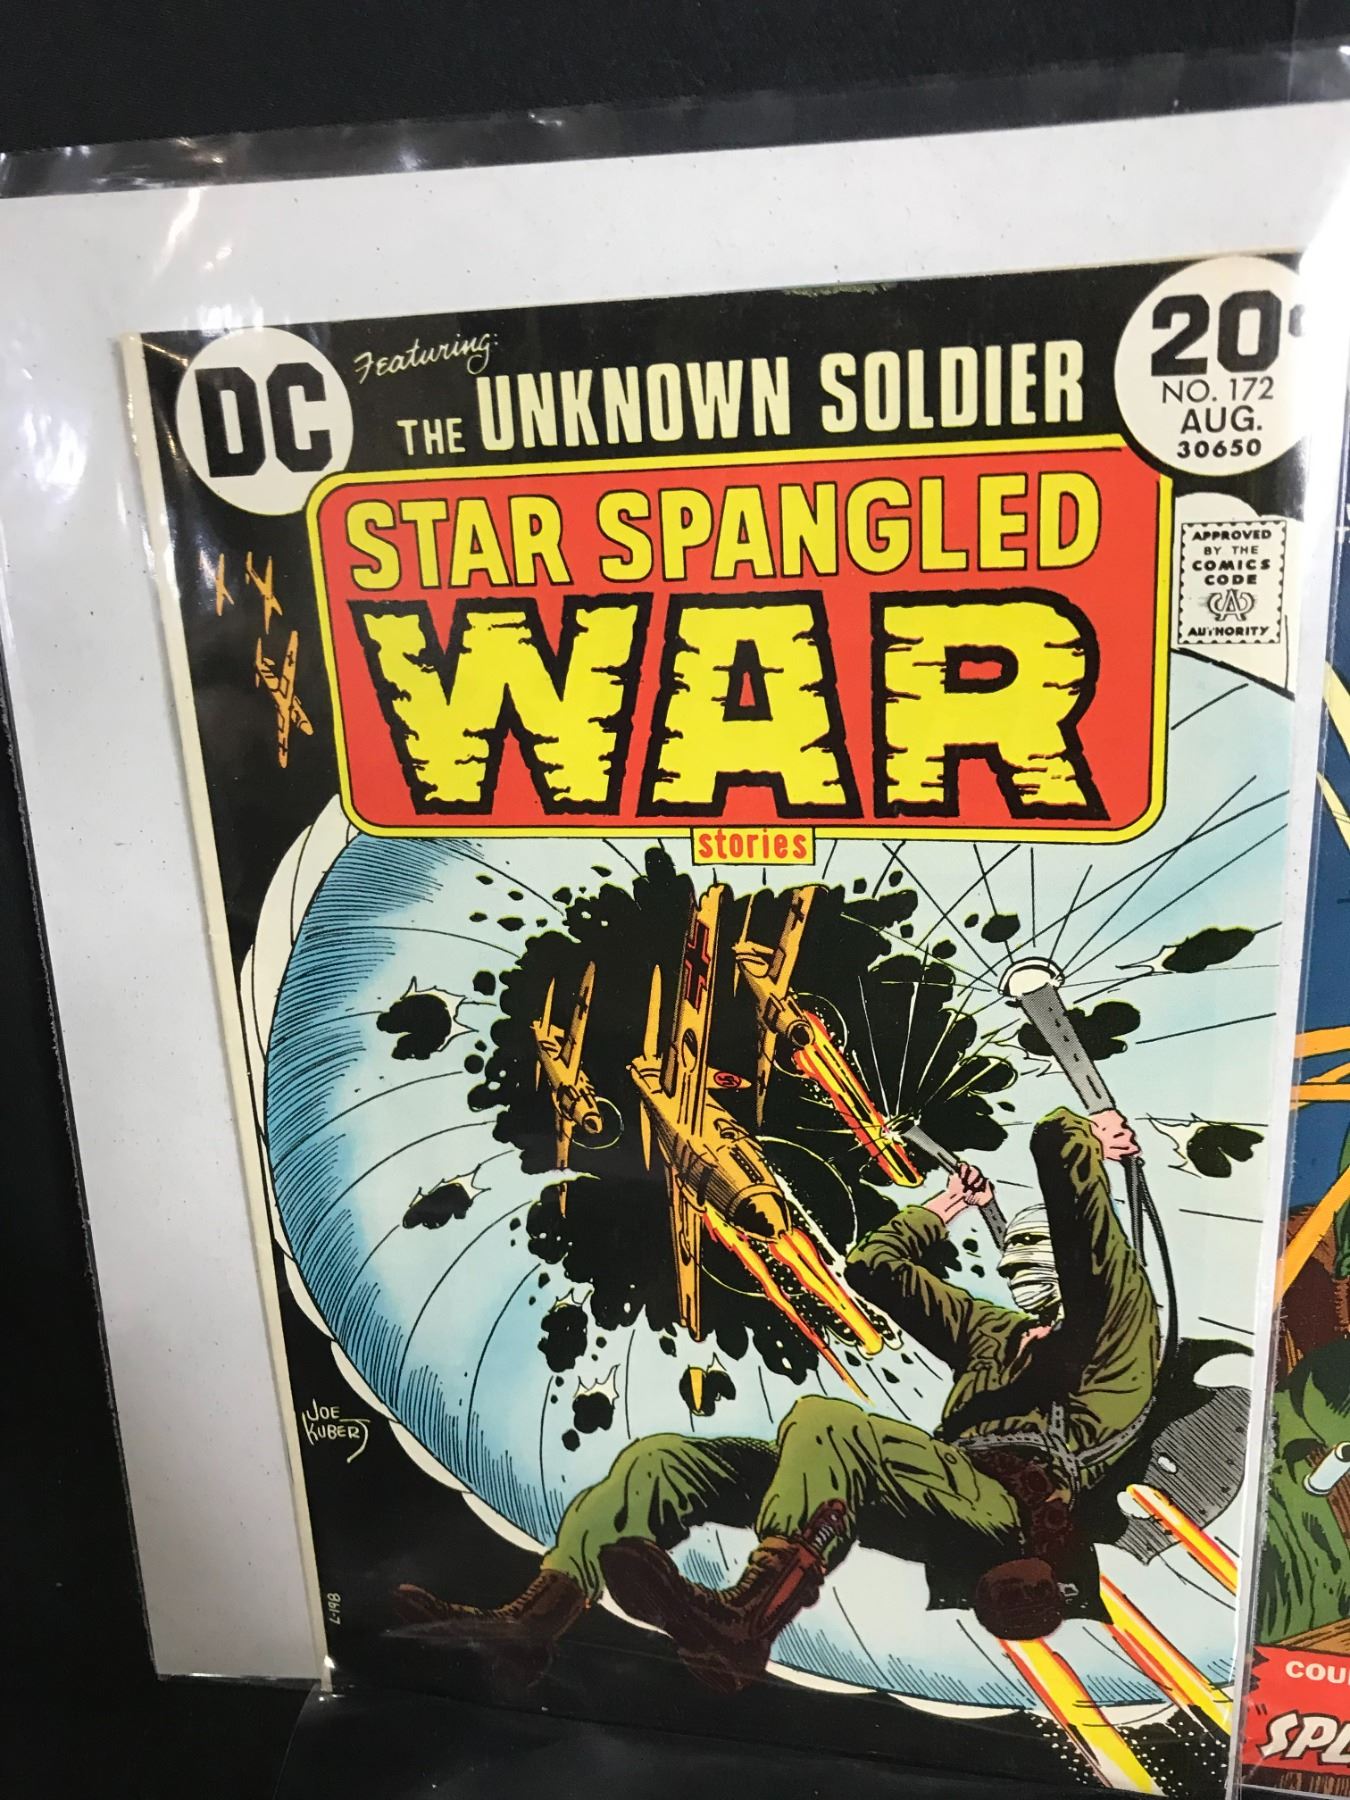 DC
Featuring:
THE UNKNOWN SOLDIER
20¢
NO. 172
AUG.
30650
STAR SPANGLED
WAR
stories
APPROVED
BY THE
COMICS
CODE
CA
AUTHORITY
JOE
KUBERT
L-198
COU
"SPL